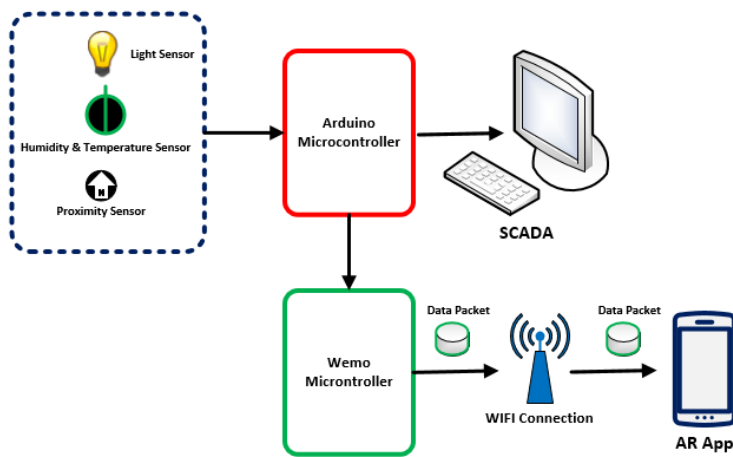 Light Sensor
Humidity & Temperature Sensor
N
Proximity Sensor
Arduino
Microcontroller
SCADA
Wemo
Microntroller
Data Packet
WIFI Connection
Data Packet
AR App